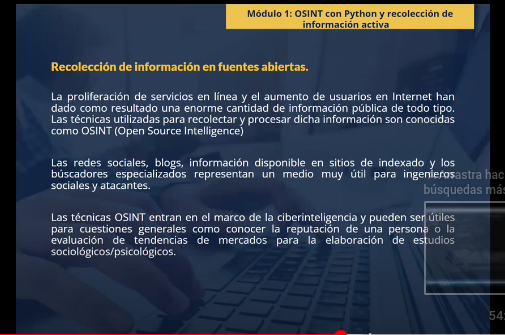 Módulo 1: OSINT con Python y recolección de
información activa
Recolección de información en fuentes abiertas.
La proliferación de servicios en línea y el aumento de usuarios en Internet han
dado como resultado una enorme cantidad de información pública de todo tipo.
Las técnicas utilizadas para recolectar y procesar dicha información son conocidas
como OSINT (Open Source Intelligence)
Las redes sociales, blogs, información disponible en sitios de indexado y los
búscadores especializados representan un medio muy útil para ingenieros
sociales y atacantes.
Las técnicas OSINT entran en el marco de la ciberinteligencia y pueden ser útiles
para cuestiones generales como conocer la reputación de una persona o la
evaluación de tendencias de mercados para la elaboración de estudios
sociológicos/psicológicos.
hac
búsquedas más
54: